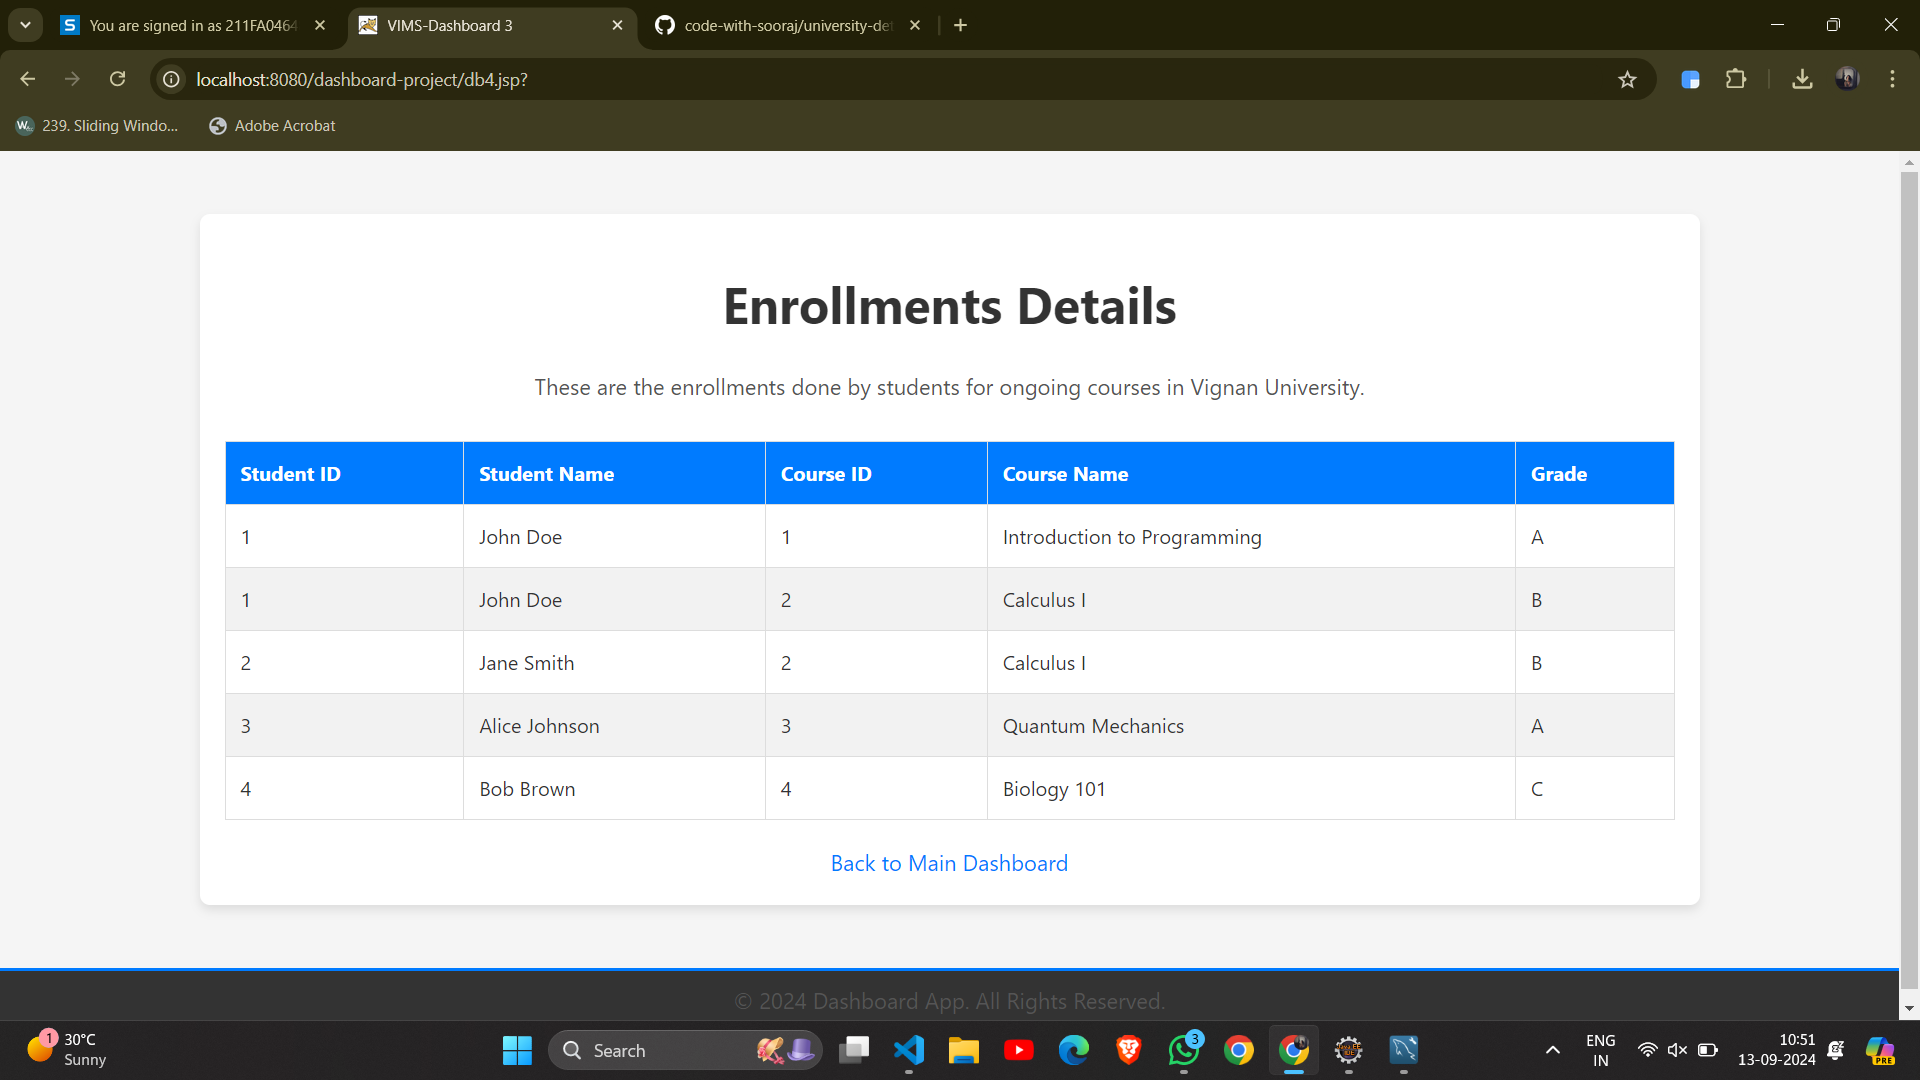 You are signed in as 211FA0464
VIMS-Dashboard 3
code-with-sooraj/university-det
localhost:8080/dashboard-project/db4.jsp?
239. Sliding Windo...
Adobe Acrobat
Enrollments Details
These are the enrollments done by students for ongoing courses in Vignan University.
Student ID Student Name Course ID Course Name Grade
1 John Doe 1 Introduction to Programming A
1 John Doe 2 Calculus I B
2 Jane Smith 2 Calculus I B
3 Alice Johnson 3 Quantum Mechanics A
4 Bob Brown 4 Biology 101 C
Back to Main Dashboard
© 2024 Dashboard App. All Rights Reserved.
1
30°C
Sunny
Search
3
ENG
IN
10:51
13-09-2024
PRE